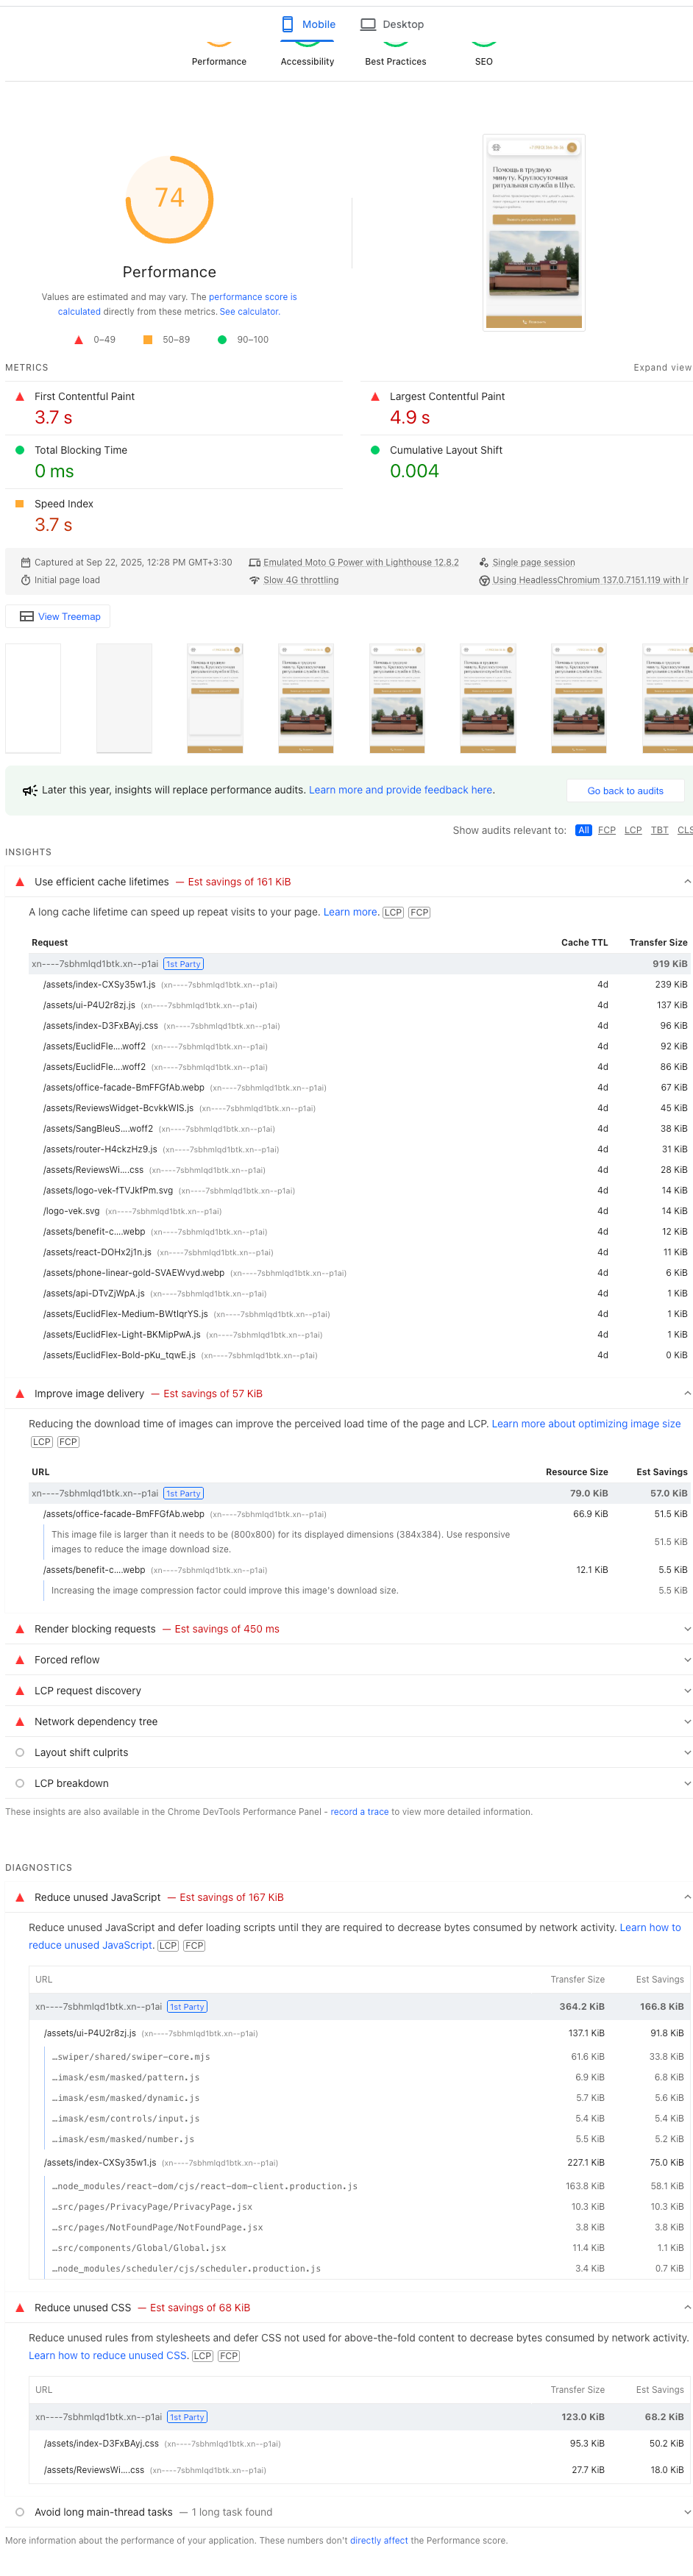 Mobile
Desktop
Performance
Accessibility
Best Practices
SEO
74
Performance
Values are estimated and may vary. The performance score is
calculated directly from these metrics. See calculator.
0–49
50–89
90–100
Помощь в трудную
минуту. Круглосуточная
ритуальная служба в Шуе.
METRICS
Expand view
First Contentful Paint
3.7 s
Largest Contentful Paint
4.9 s
Total Blocking Time
0 ms
Cumulative Layout Shift
0.004
Speed Index
3.7 s
Captured at Sep 22, 2025, 12:28 PM GMT+3:30
Emulated Moto G Power with Lighthouse 12.8.2
Single page session
Initial page load
Slow 4G throttling
Using HeadlessChromium 137.0.7151.119 with lr
View Treemap
Later this year, insights will replace performance audits. Learn more and provide feedback here.
Go back to audits
Show audits relevant to: All FCP LCP TBT CLS
INSIGHTS
Use efficient cache lifetimes — Est savings of 161 KiB
A long cache lifetime can speed up repeat visits to your page. Learn more. LCP FCP
Request Cache TTL Transfer Size
xn----7sbhmlqd1btk.xn--p1ai 1st Party 919 KiB
/assets/index-CXSy35w1.js (xn----7sbhmlqd1btk.xn--p1ai) 4d 239 KiB
/assets/ui-P4U2r8zj.js (xn----7sbhmlqd1btk.xn--p1ai) 4d 137 KiB
/assets/index-D3FxBAyj.css (xn----7sbhmlqd1btk.xn--p1ai) 4d 96 KiB
/assets/EuclidFle….woff2 (xn----7sbhmlqd1btk.xn--p1ai) 4d 92 KiB
/assets/EuclidFle….woff2 (xn----7sbhmlqd1btk.xn--p1ai) 4d 86 KiB
/assets/office-facade-BmFFGfAb.webp (xn----7sbhmlqd1btk.xn--p1ai) 4d 67 KiB
/assets/ReviewsWidget-BcvkkWIS.js (xn----7sbhmlqd1btk.xn--p1ai) 4d 45 KiB
/assets/SangBleuS….woff2 (xn----7sbhmlqd1btk.xn--p1ai) 4d 38 KiB
/assets/router-H4ckzHz9.js (xn----7sbhmlqd1btk.xn--p1ai) 4d 31 KiB
/assets/ReviewsWi….css (xn----7sbhmlqd1btk.xn--p1ai) 4d 28 KiB
/assets/logo-vek-fTVJkfPm.svg (xn----7sbhmlqd1btk.xn--p1ai) 4d 14 KiB
/logo-vek.svg (xn----7sbhmlqd1btk.xn--p1ai) 4d 14 KiB
/assets/benefit-c….webp (xn----7sbhmlqd1btk.xn--p1ai) 4d 12 KiB
/assets/react-DOHx2j1n.js (xn----7sbhmlqd1btk.xn--p1ai) 4d 11 KiB
/assets/phone-linear-gold-SVAEWvyd.webp (xn----7sbhmlqd1btk.xn--p1ai) 4d 6 KiB
/assets/api-DTvZjWpA.js (xn----7sbhmlqd1btk.xn--p1ai) 4d 1 KiB
/assets/EuclidFlex-Medium-BWtIqrYS.js (xn----7sbhmlqd1btk.xn--p1ai) 4d 1 KiB
/assets/EuclidFlex-Light-BKMipPwA.js (xn----7sbhmlqd1btk.xn--p1ai) 4d 1 KiB
/assets/EuclidFlex-Bold-pKu_tqwE.js (xn----7sbhmlqd1btk.xn--p1ai) 4d 0 KiB
Improve image delivery — Est savings of 57 KiB
Reducing the download time of images can improve the perceived load time of the page and LCP. Learn more about optimizing image size
LCP FCP
URL Resource Size Est Savings
xn----7sbhmlqd1btk.xn--p1ai 1st Party 79.0 KiB 57.0 KiB
/assets/office-facade-BmFFGfAb.webp (xn----7sbhmlqd1btk.xn--p1ai) 66.9 KiB 51.5 KiB
This image file is larger than it needs to be (800x800) for its displayed dimensions (384x384). Use responsive
images to reduce the image download size. 51.5 KiB
/assets/benefit-c….webp (xn----7sbhmlqd1btk.xn--p1ai) 12.1 KiB 5.5 KiB
Increasing the image compression factor could improve this image's download size. 5.5 KiB
Render blocking requests — Est savings of 450 ms
Forced reflow
LCP request discovery
Network dependency tree
Layout shift culprits
LCP breakdown
These insights are also available in the Chrome DevTools Performance Panel - record a trace to view more detailed information.
DIAGNOSTICS
Reduce unused JavaScript — Est savings of 167 KiB
Reduce unused JavaScript and defer loading scripts until they are required to decrease bytes consumed by network activity. Learn how to
reduce unused JavaScript. LCP FCP
URL Transfer Size Est Savings
xn----7sbhmlqd1btk.xn--p1ai 1st Party 364.2 KiB 166.8 KiB
/assets/ui-P4U2r8zj.js (xn----7sbhmlqd1btk.xn--p1ai) 137.1 KiB 91.8 KiB
…swiper/shared/swiper-core.mjs 61.6 KiB 33.8 KiB
…imask/esm/masked/pattern.js 6.9 KiB 6.8 KiB
…imask/esm/masked/dynamic.js 5.7 KiB 5.6 KiB
…imask/esm/controls/input.js 5.4 KiB 5.4 KiB
…imask/esm/masked/number.js 5.5 KiB 5.2 KiB
/assets/index-CXSy35w1.js (xn----7sbhmlqd1btk.xn--p1ai) 227.1 KiB 75.0 KiB
…node_modules/react-dom/cjs/react-dom-client.production.js 163.8 KiB 58.1 KiB
…src/pages/PrivacyPage/PrivacyPage.jsx 10.3 KiB 10.3 KiB
…src/pages/NotFoundPage/NotFoundPage.jsx 3.8 KiB 3.8 KiB
…src/components/Global/Global.jsx 11.4 KiB 1.1 KiB
…node_modules/scheduler/cjs/scheduler.production.js 3.4 KiB 0.7 KiB
Reduce unused CSS — Est savings of 68 KiB
Reduce unused rules from stylesheets and defer CSS not used for above-the-fold content to decrease bytes consumed by network activity.
Learn how to reduce unused CSS. LCP FCP
URL Transfer Size Est Savings
xn----7sbhmlqd1btk.xn--p1ai 1st Party 123.0 KiB 68.2 KiB
/assets/index-D3FxBAyj.css (xn----7sbhmlqd1btk.xn--p1ai) 95.3 KiB 50.2 KiB
/assets/ReviewsWi….css (xn----7sbhmlqd1btk.xn--p1ai) 27.7 KiB 18.0 KiB
Avoid long main-thread tasks — 1 long task found
More information about the performance of your application. These numbers don't directly affect the Performance score.